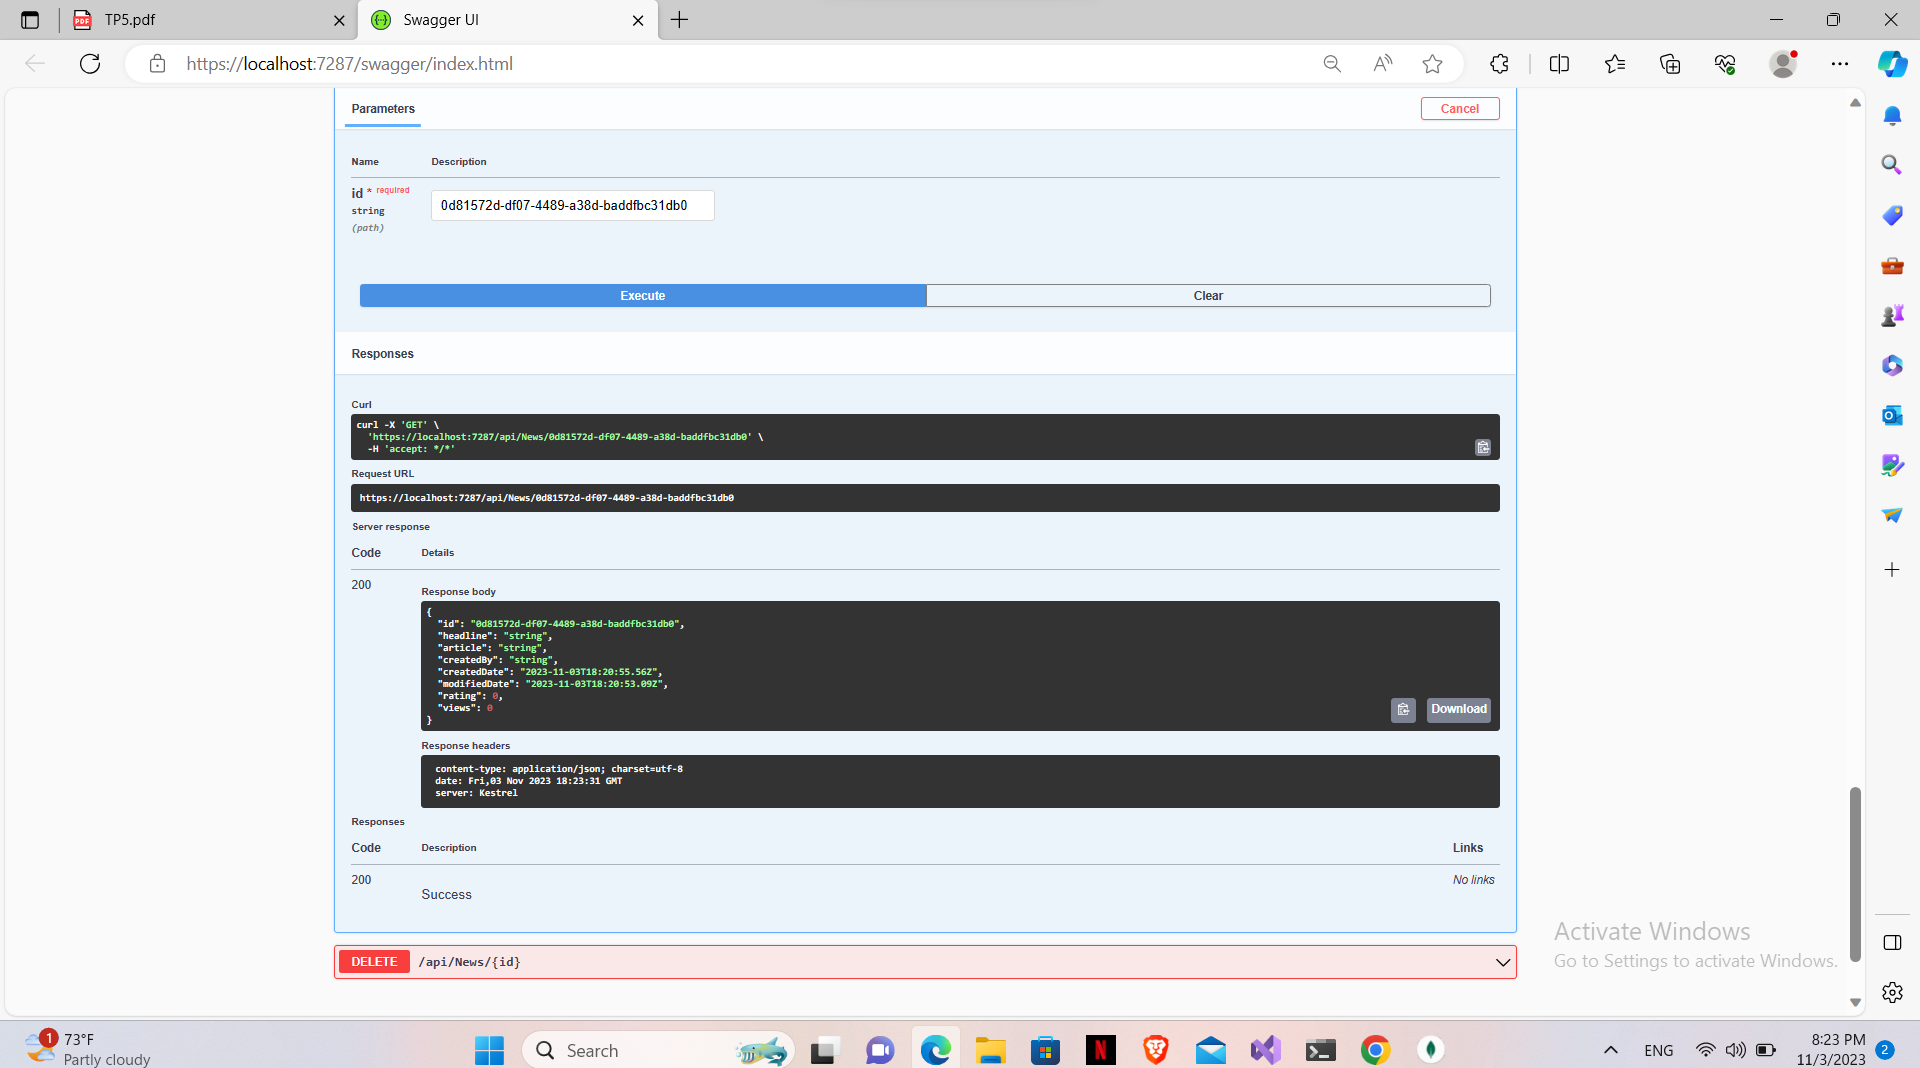 TP5.pdf
Swagger UI
https://localhost:7287/swagger/index.html
Parameters
Cancel
Name Description
id * required
string
(path)
0d81572d-df07-4489-a38d-baddfbc31db0
Execute
Clear
Responses
Curl
curl -X 'GET' \
'https://localhost:7287/api/News/0d81572d-df07-4489-a38d-baddfbc31db0' \
-H 'accept: */*'
Request URL
https://localhost:7287/api/News/0d81572d-df07-4489-a38d-baddfbc31db0
Server response
Code Details
200
Response body
{
"id": "0d81572d-df07-4489-a38d-baddfbc31db0",
"headline": "string",
"article": "string",
"createdBy": "string",
"createdDate": "2023-11-03T18:20:55.56Z",
"modifiedDate": "2023-11-03T18:20:53.09Z",
"rating": 0,
"views": 0
}
Download
Response headers
content-type: application/json; charset=utf-8
date: Fri,03 Nov 2023 18:23:31 GMT
server: Kestrel
Responses
Code Description Links
200
Success
No links
DELETE /api/News/{id}
Activate Windows
Go to Settings to activate Windows.
1
73°F
Partly cloudy
Search
ENG
8:23 PM
11/3/2023
2